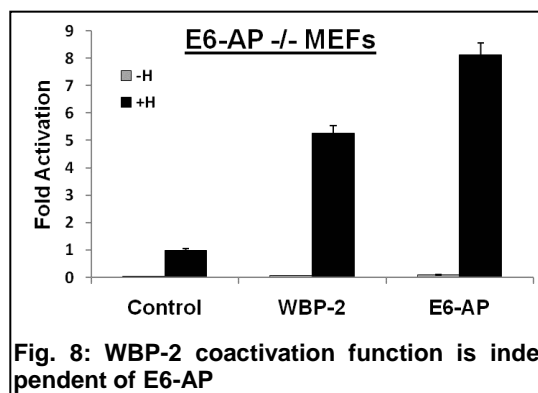 E6-AP -/- MEFs
-H
+H
Fold Activation
9
8
7
6
5
4
3
2
1
0
Control WBP-2 E6-AP
Fig. 8: WBP-2 coactivation function is inde
pendent of E6-AP